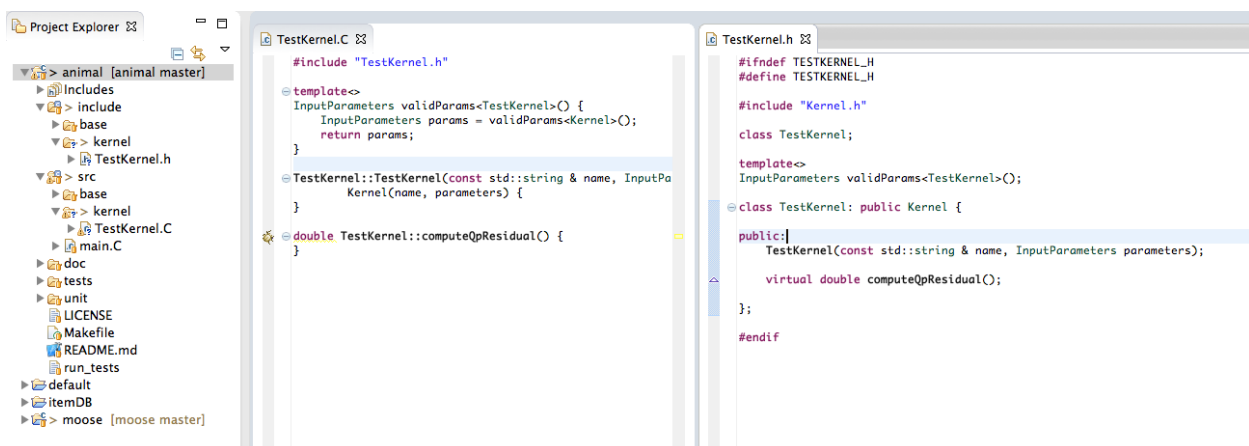 Project Explorer
> animal [animal master]
Includes
> include
base
> kernel
TestKernel.h
> src
base
> kernel
TestKernel.C
> main.C
doc
tests
unit
LICENSE
Makefile
README.md
run_tests
default
itemDB
> moose [moose master]
TestKernel.C
#include "TestKernel.h"
template<>
InputParameters validParams<TestKernel>() {
    InputParameters params = validParams<Kernel>();
    return params;
}
TestKernel::TestKernel(const std::string & name, InputPa
        Kernel(name, parameters) {
}
double TestKernel::computeQpResidual() {
}
TestKernel.h
#ifndef TESTKERNEL_H
#define TESTKERNEL_H
#include "Kernel.h"
class TestKernel;
template<>
InputParameters validParams<TestKernel>();
class TestKernel: public Kernel {
public:
    TestKernel(const std::string & name, InputParameters parameters);
    virtual double computeQpResidual();
};
#endif